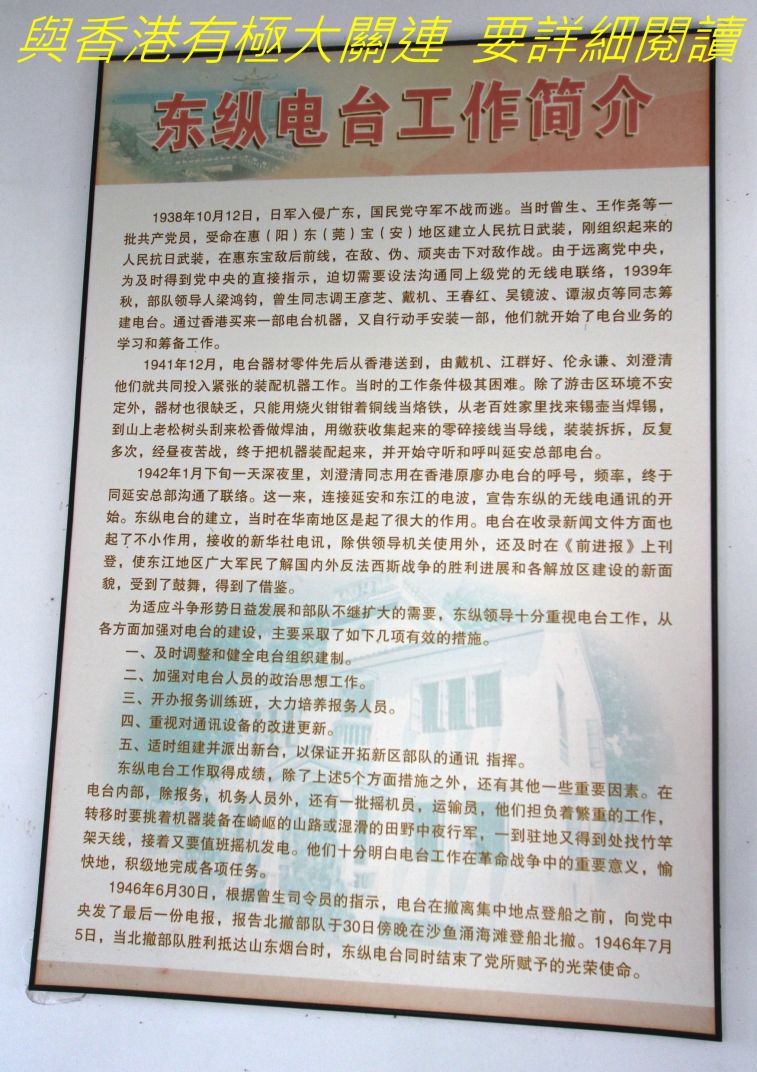 與香港有極大關連 要詳細閱讀
东纵电台工作简介
1938年10月12日，日军入侵广东，国民党守军不战而逃。当时曾生、王作尧等一
批共产党员，受命在惠（阳）东（莞）宝（安）地区建立人民抗日武装，刚组织起来的
人民抗日武装，在惠东宝敌后前线，在敌、伪、顽夹击下对敌作战。由于远离党中央，
为及时得到党中央的直接指示，迫切需要设法沟通同上级党的无线电联络，1939年
秋，部队领导人梁鸿钧，曾生同志调王彦芝、戴机、王春红、吴镜波、谭淑贞等同志筹
建电台。通过香港买来一部电台机器，又自行动手安装一部，他们就开始了电台业务的
学习和筹备工作。
1941年12月，电台器材零件先后从香港送到，由戴机、江群好、伦永谦、刘澄清
他们就共同投入紧张的装配机器工作。当时的工作条件极其困难。除了游击区环境不安
定外，器材也很缺乏，只能用烧火钳钳着铜线当烙铁，从老百姓家里找来锡壶当焊锡，
到山上老松树头刮来松香做焊油，用缴获收集起来的零碎接线当导线，装装拆拆，反复
多次，经昼夜苦战，终于把机器装配起来，并开始守听和呼叫延安总部电台。
1942年1月下旬一天深夜里，刘澄清同志用在香港原廖办电台的呼号，频率，终于
同延安总部沟通了联络。这一来，连接延安和东江的电波，宣告东纵的无线电通讯的开
始。东纵电台的建立，当时在华南地区是起了很大的作用。电台在收录新闻文件方面也
起了不小作用，接收的新华社电讯，除供领导机关使用外，还及时在《前进报》上刊
登，使东江地区广大军民了解国内外反法西斯战争的胜利进展和各解放区建设的新面
貌，受到了鼓舞，得到了借鉴。
为适应斗争形势日益发展和部队不继扩大的需要，东纵领导十分重视电台工作，从
各方面加强对电台的建设，主要采取了如下几项有效的措施。
一、及时调整和健全电台组织建制。
二、加强对电台人员的政治思想工作。
三、开办报务训练班，大力培养报务人员。
四、重视对通讯设备的改进更新。
五、适时组建并派出新台，以保证开拓新区部队的通讯 指挥。
东纵电台工作取得成绩，除了上述5个方面措施之外，还有其他一些重要因素。在
电台内部，除报务，机务人员外，还有一批摇机员，运输员，他们担负着繁重的工作，
转移时要挑着机器装备在崎岖的山路或湿滑的田野中夜行军，一到驻地又得到处找竹竿
架天线，接着又要值班摇机发电。他们十分明白电台工作在革命战争中的重要意义，愉
快地，积级地完成各项任务。
1946年6月30日，根据曾生司令员的指示，电台在撤离集中地点登船之前，向党中
央发了最后一份电报，报告北撤部队于30日傍晚在沙鱼涌海滩登船北撤。1946年7月
5日，当北撤部队胜利抵达山东烟台时，东纵电台同时结束了党所赋予的光荣使命。